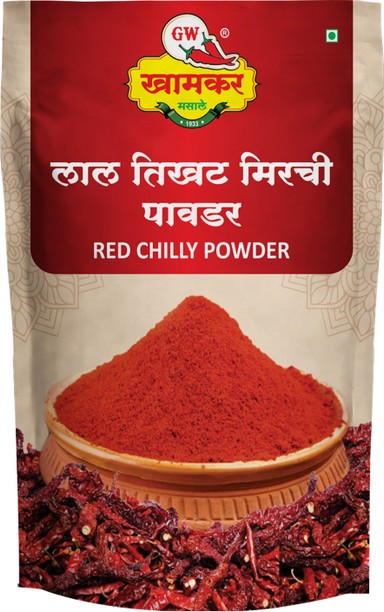 GW ®
खामकर
मसाले
1933
लाल तिखट मिरची
पावडर
RED CHILLY POWDER